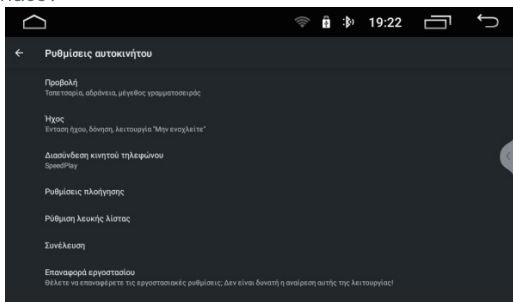 19:22
Ρυθμίσεις αυτοκινήτου
Προβολή
Ταπετσαρία, αδράνεια, μέγεθος γραμματοσειράς
Ήχος
Ένταση ήχου, δόνηση, λειτουργία "Μην ενοχλείτε"
Διασύνδεση κινητού τηλεφώνου
SpeedPlay
Ρυθμίσεις πλοήγησης
Ρύθμιση λευκής λίστας
Συνέλευση
Επαναφορά εργοστασίου
Θέλετε να επαναφέρετε τις εργοστασιακές ρυθμίσεις; Δεν είναι δυνατή η αναίρεση αυτής της λειτουργίας!